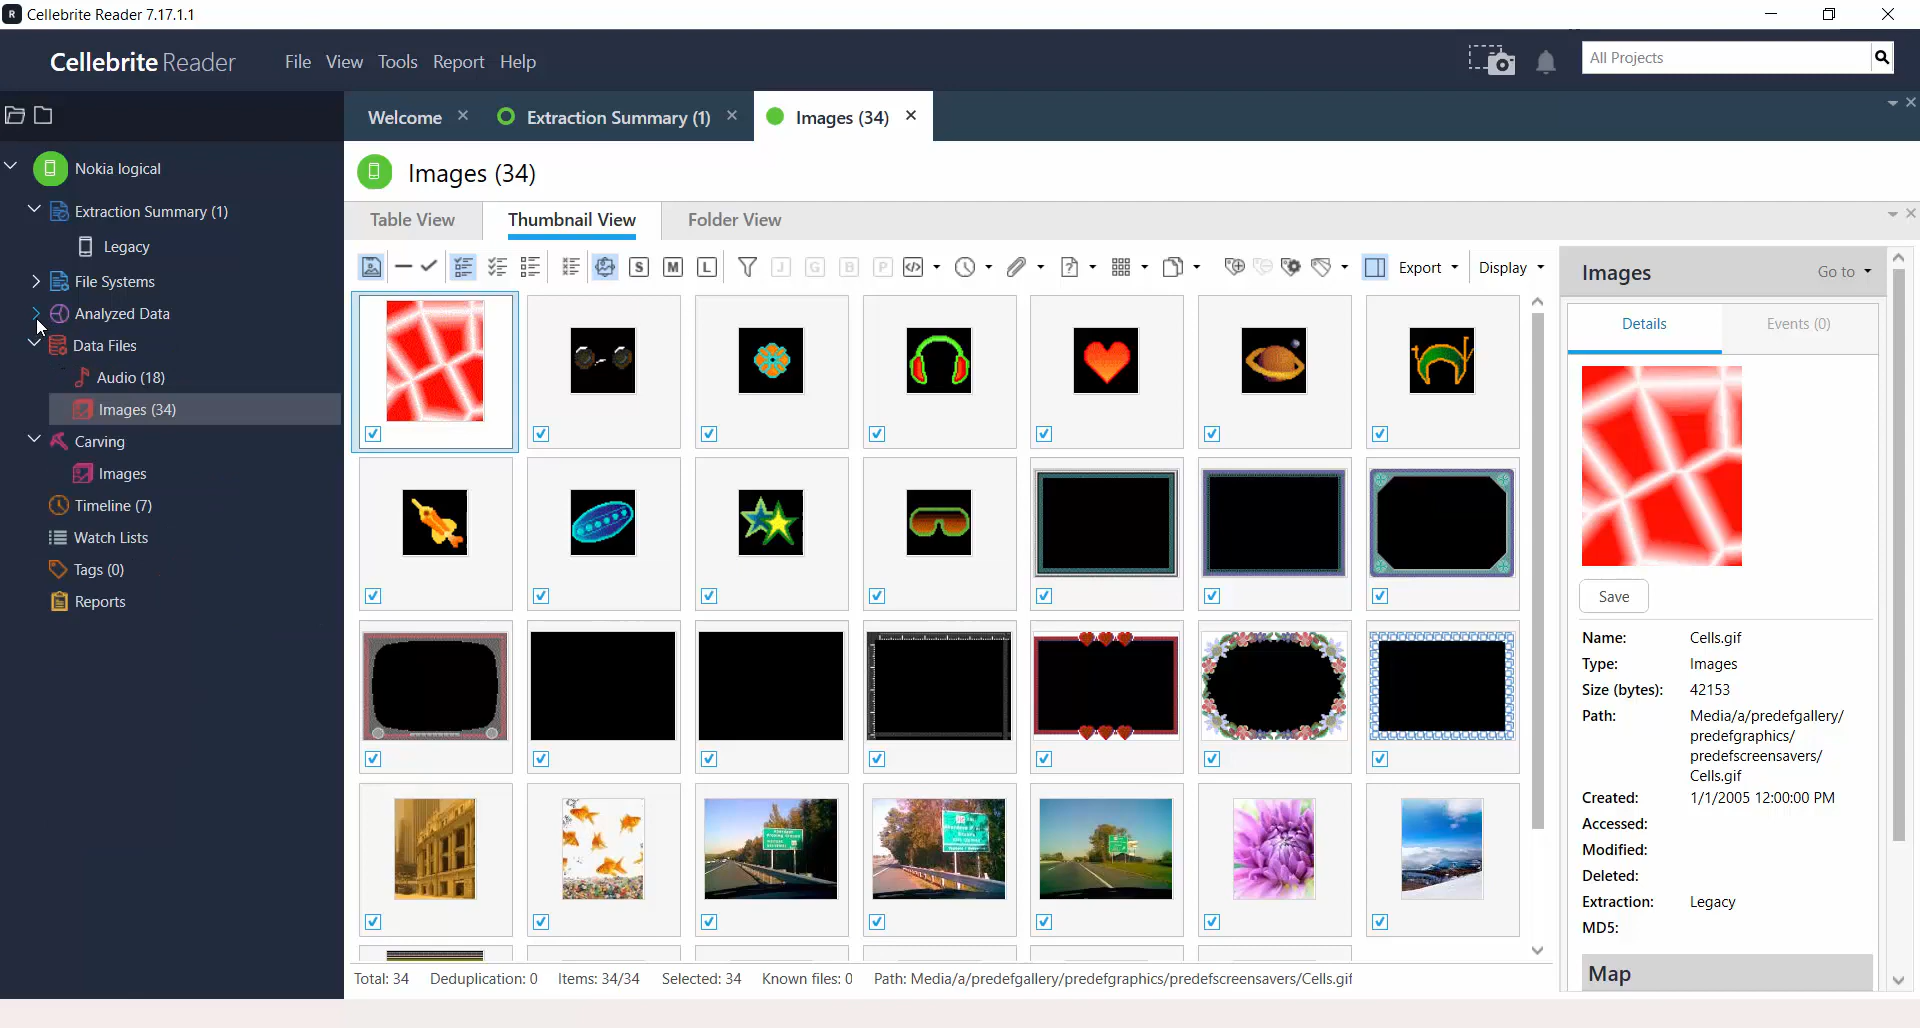 Cellebrite Reader 7.17.1.1
Cellebrite Reader
File View Tools Report Help
All Projects
Welcome
Extraction Summary (1)
Images (34)
Nokia logical
Extraction Summary (1)
Legacy
File Systems
Analyzed Data
Data Files
Audio (18)
Images (34)
Carving
Images
Timeline (7)
Watch Lists
Tags (0)
Reports
Images (34)
Table View Thumbnail View Folder View
S M L J G B P Export Display
Images Go to
Details Events (0)
Save
Name: Cells.gif
Type: Images
Size (bytes): 42153
Path: Media/a/predefgallery/
predefgraphics/
predefscreensavers/
Cells.gif
Created: 1/1/2005 12:00:00 PM
Accessed:
Modified:
Deleted:
Extraction: Legacy
MD5:
Map
Total: 34 Deduplication: 0 Items: 34/34 Selected: 34 Known files: 0 Path: Media/a/predefgallery/predefgraphics/predefscreensavers/Cells.gif